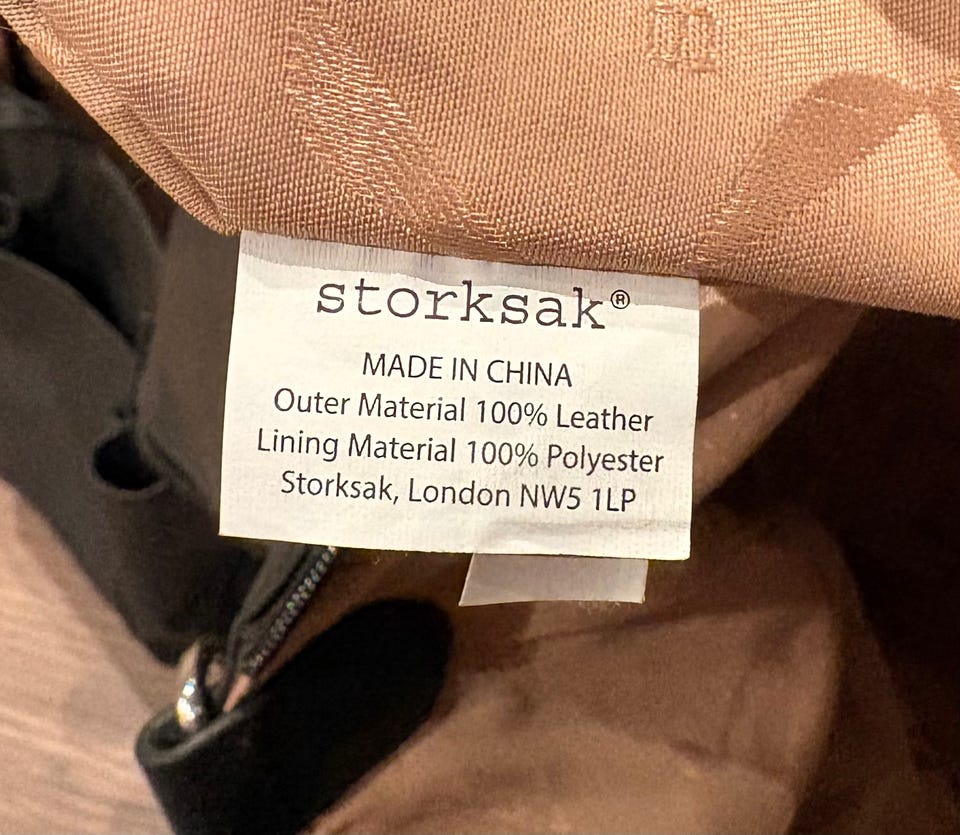 storksak®
MADE IN CHINA
Outer Material 100% Leather
Lining Material 100% Polyester
Storksak, London NW5 1LP